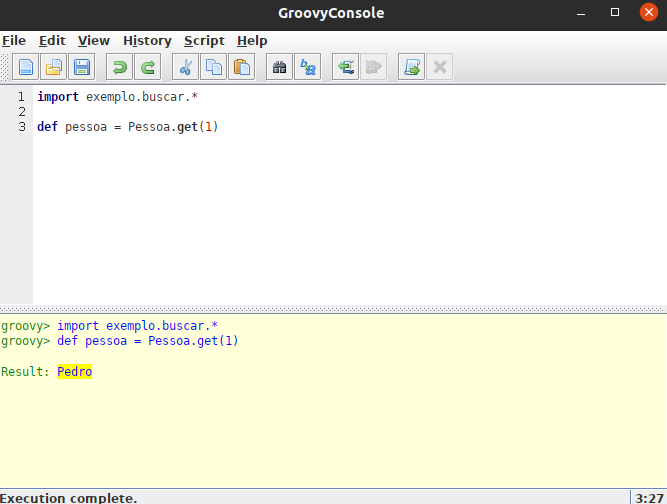 GroovyConsole
File Edit View History Script Help
1 import exemplo.buscar.*
2
3 def pessoa = Pessoa.get(1)
groovy> import exemplo.buscar.*
groovy> def pessoa = Pessoa.get(1)
Result: Pedro
Execution complete. 3:27